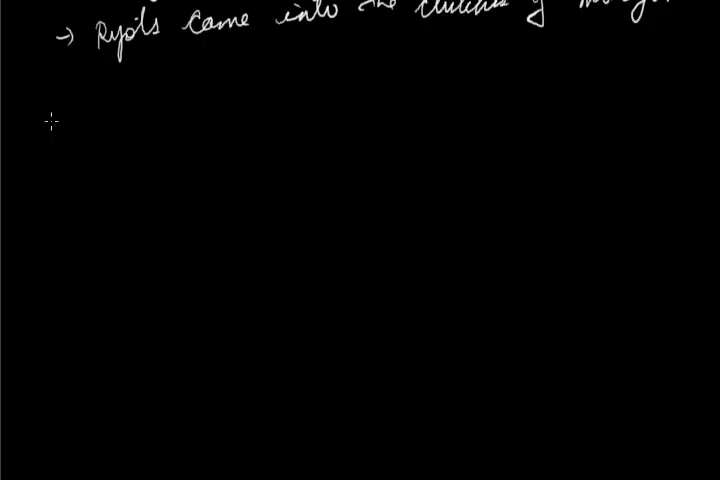 → Ryots came into the clutches of